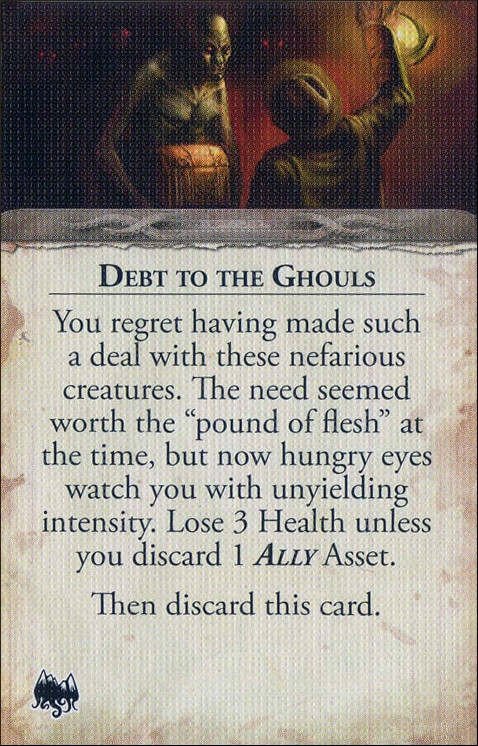 DEBT TO THE GHOULS
You regret having made such
a deal with these nefarious
creatures. The need seemed
worth the “pound of flesh” at
the time, but now hungry eyes
watch you with unyielding
intensity. Lose 3 Health unless
you discard 1 ALLY Asset.
Then discard this card.